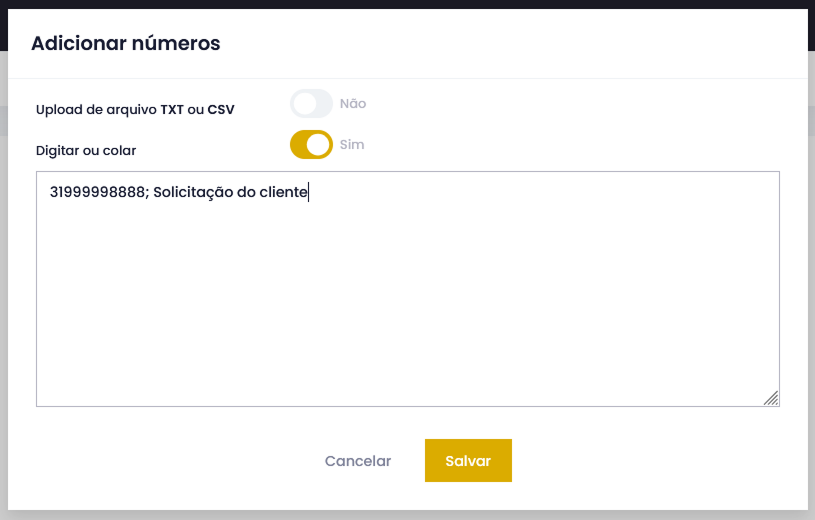 Adicionar números
Upload de arquivo TXT ou CSV
Não
Digitar ou colar
Sim
31999998888; Solicitação do cliente
Cancelar
Salvar